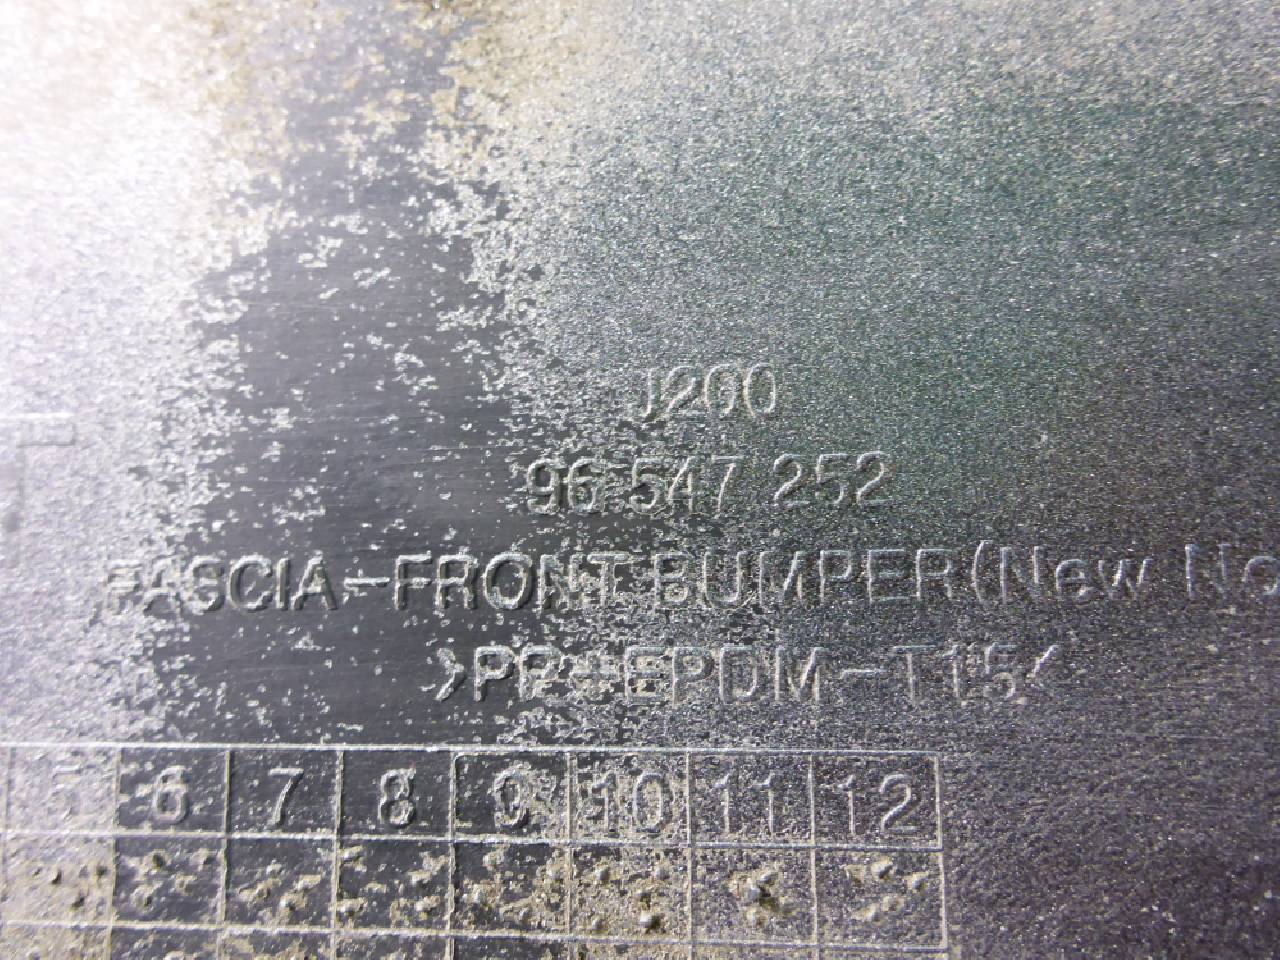 J200
96 547 252
FASCIA-FRONT BUMPER(New No
>PP+EPDM-T15<
5 6 7 8 9 10 11 12